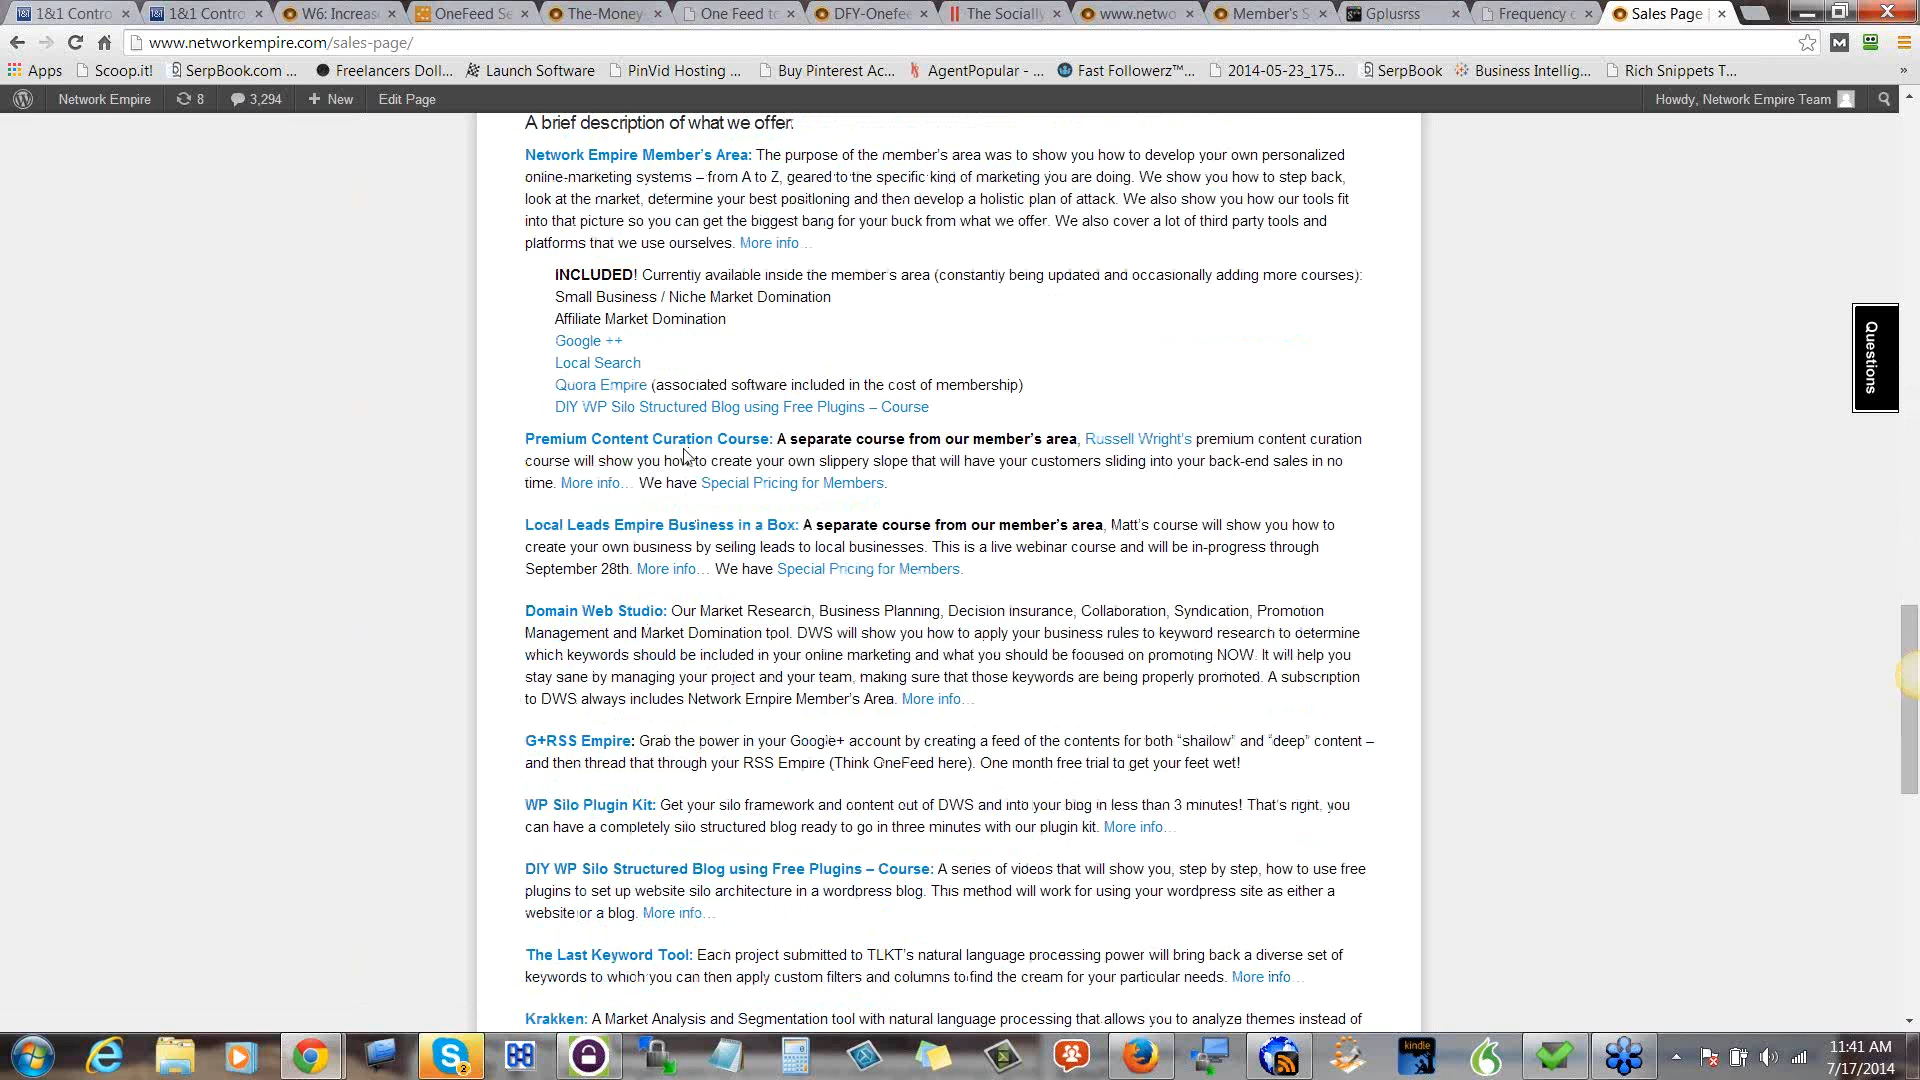 1&1 Contro
1&1 Contro
W6: Increas
OneFeed Se
The-Money
One Feed to
DFY-Onefee
The Socially
www.netwo
Member's S
Gplusrss
Frequency c
Sales Page |
www.networkempire.com/sales-page/
Apps
Scoop.it!
SerpBook.com ...
Freelancers Doll...
Launch Software
PinVid Hosting ...
Buy Pinterest Ac...
AgentPopular - ...
Fast Followerz™...
2014-05-23_175...
SerpBook
Business Intellig...
Rich Snippets T...
»
Network Empire
8
3,294
+ New
Edit Page
Howdy, Network Empire Team
A brief description of what we offer:
Network Empire Member's Area: The purpose of the member's area was to show you how to develop your own personalized
online-marketing systems – from A to Z, geared to the specific kind of marketing you are doing. We show you how to step back,
look at the market, determine your best positioning and then develop a holistic plan of attack. We also show you how our tools fit
into that picture so you can get the biggest bang for your buck from what we offer. We also cover a lot of third party tools and
platforms that we use ourselves. More info…
INCLUDED! Currently available inside the member's area (constantly being updated and occasionally adding more courses):
Small Business / Niche Market Domination
Affiliate Market Domination
Google ++
Local Search
Quora Empire (associated software included in the cost of membership)
DIY WP Silo Structured Blog using Free Plugins – Course
Premium Content Curation Course: A separate course from our member's area, Russell Wright's premium content curation
course will show you how to create your own slippery slope that will have your customers sliding into your back-end sales in no
time. More info… We have Special Pricing for Members.
Local Leads Empire Business in a Box: A separate course from our member's area, Matt's course will show you how to
create your own business by selling leads to local businesses. This is a live webinar course and will be in-progress through
September 28th. More info… We have Special Pricing for Members.
Domain Web Studio: Our Market Research, Business Planning, Decision insurance, Collaboration, Syndication, Promotion
Management and Market Domination tool. DWS will show you how to apply your business rules to keyword research to determine
which keywords should be included in your online marketing and what you should be focused on promoting NOW. It will help you
stay sane by managing your project and your team, making sure that those keywords are being properly promoted. A subscription
to DWS always includes Network Empire Member's Area. More info…
G+RSS Empire: Grab the power in your Google+ account by creating a feed of the contents for both "shallow" and "deep" content –
and then thread that through your RSS Empire (Think OneFeed here). One month free trial to get your feet wet!
WP Silo Plugin Kit: Get your silo framework and content out of DWS and into your blog in less than 3 minutes! That's right, you
can have a completely silo structured blog ready to go in three minutes with our plugin kit. More info…
DIY WP Silo Structured Blog using Free Plugins – Course: A series of videos that will show you, step by step, how to use free
plugins to set up website silo architecture in a wordpress blog. This method will work for using your wordpress site as either a
website or a blog. More info…
The Last Keyword Tool: Each project submitted to TLKT's natural language processing power will bring back a diverse set of
keywords to which you can then apply custom filters and columns to find the cream for your particular needs. More info…
Krakken: A Market Analysis and Segmentation tool with natural language processing that allows you to analyze themes instead of
Questions
kindle
2
11:41 AM
7/17/2014